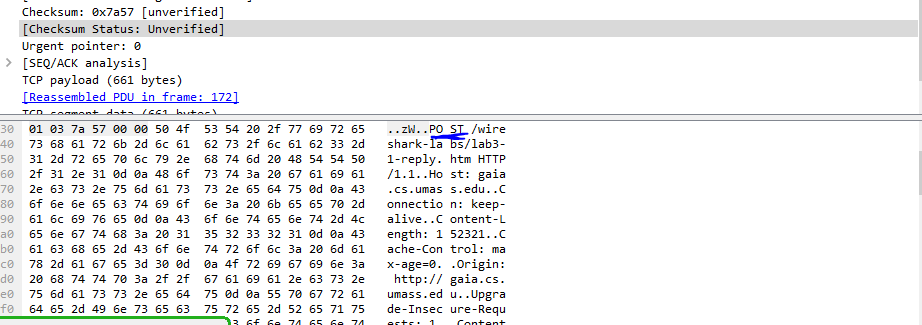 Checksum: 0x7a57 [unverified]
[Checksum Status: Unverified]
Urgent pointer: 0
[SEQ/ACK analysis]
TCP payload (661 bytes)
[Reassembled PDU in frame: 172]
TCP segment data (661 bytes)
30 01 03 7a 57 00 00 50 4f 53 54 20 2f 77 69 72 65 ..zW..PO ST /wire
40 73 68 61 72 6b 2d 6c 61 62 73 2f 6c 61 62 33 2d shark-la bs/lab3-
50 31 2d 72 65 70 6c 79 2e 68 74 6d 20 48 54 54 50 1-reply. htm HTTP
60 2f 31 2e 31 0d 0a 48 6f 73 74 3a 20 67 61 69 61 /1.1..Ho st: gaia
70 2e 63 73 2e 75 6d 61 73 73 2e 65 64 75 0d 0a 43 .cs.umas s.edu..C
80 6f 6e 6e 65 63 74 69 6f 6e 3a 20 6b 65 65 70 2d onnectio n: keep-
90 61 6c 69 76 65 0d 0a 43 6f 6e 74 65 6e 74 2d 4c alive..C ontent-L
a0 65 6e 67 74 68 3a 20 31 35 32 33 32 31 0d 0a 43 ength: 1 52321..C
b0 61 63 68 65 2d 43 6f 6e 74 72 6f 6c 3a 20 6d 61 ache-Con trol: ma
c0 78 2d 61 67 65 3d 30 0d 0a 4f 72 69 67 69 6e 3a x-age=0. .Origin:
d0 20 68 74 74 70 3a 2f 2f 67 61 69 61 2e 63 73 2e http:// gaia.cs.
e0 75 6d 61 73 73 2e 65 64 75 0d 0a 55 70 67 72 61 umass.ed u..Upgra
f0 64 65 2d 49 6e 73 65 63 75 72 65 2d 52 65 71 75 de-Insec ure-Requ
6f 6e 74 65 6e 74 ests: 1. .Content